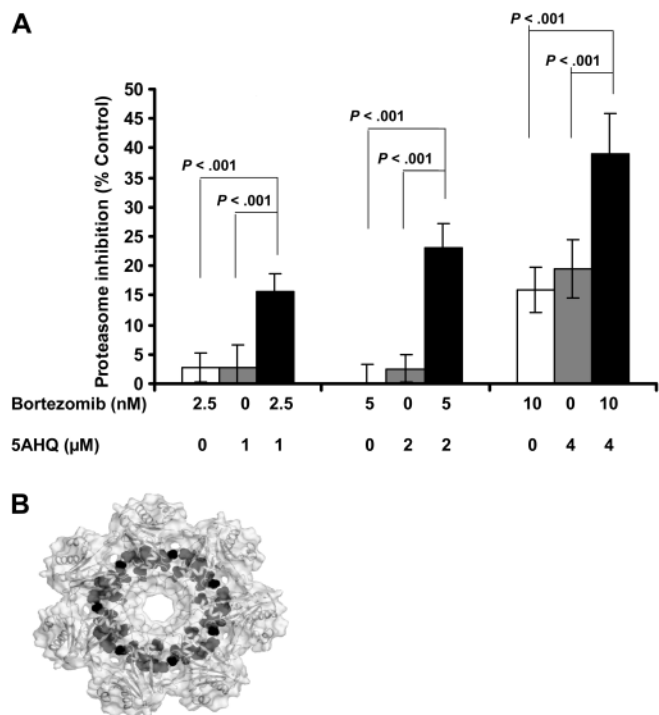 A
P < .001
P < .001
P < .001
P < .001
P < .001
P < .001
Proteasome inhibition (% Control)
50
45
40
35
30
25
20
15
10
5
0
Bortezomib (nM) 2.5 0 2.5 5 0 5 10 0 10
5AHQ (µM) 0 1 1 0 2 2 0 4 4
B